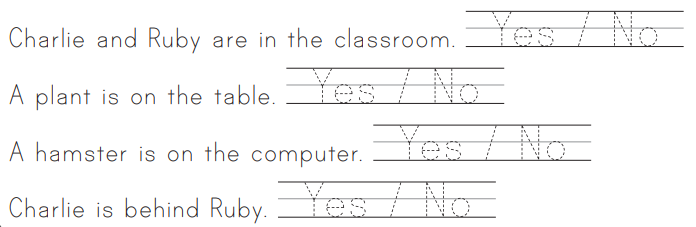 Charlie and Ruby are in the classroom. Yes / No
A plant is on the table. Yes / No
A hamster is on the computer. Yes / No
Charlie is behind Ruby. Yes / No